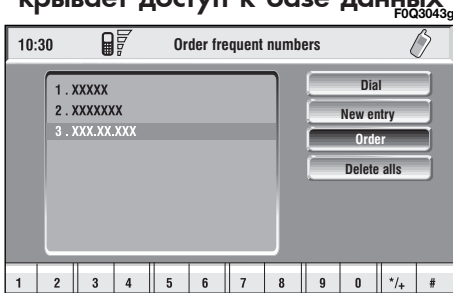 крывает доступ к базе данных
F0Q3043g
10:30 Order frequent numbers
1 . XXXXX
2 . XXXXXXX
3 . XXX.XX.XXX
Dial
New entry
Order
Delete alls
1 2 3 4 5 6 7 8 9 0 */+ #